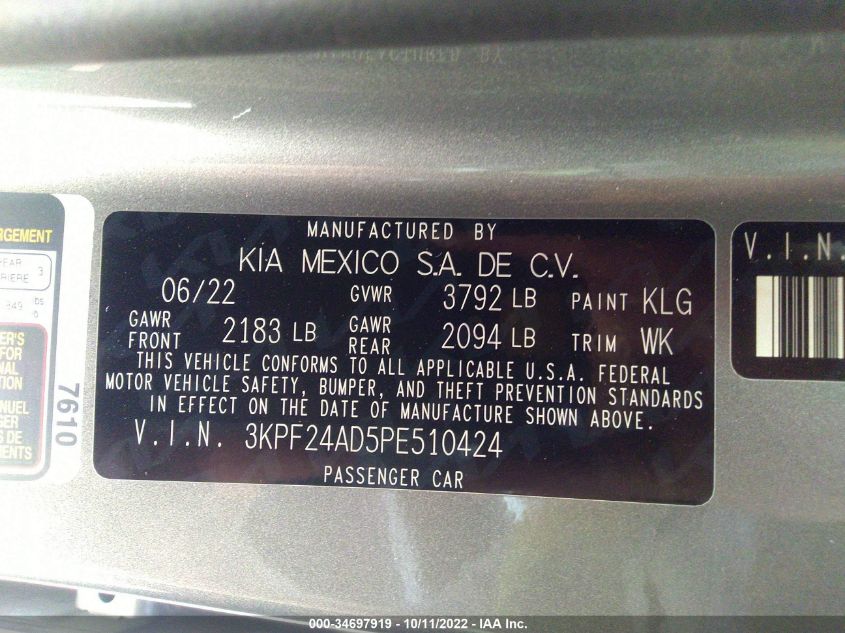 MANUFACTURED BY
KIA MEXICO S.A. DE C.V.
06/22 GVWR 3792 LB PAINT KLG
GAWR FRONT 2183 LB GAWR REAR 2094 LB TRIM WK
THIS VEHICLE CONFORMS TO ALL APPLICABLE U.S.A. FEDERAL
MOTOR VEHICLE SAFETY, BUMPER, AND THEFT PREVENTION STANDARDS
IN EFFECT ON THE DATE OF MANUFACTURE SHOWN ABOVE.
V.I.N. 3KPF24AD5PE510424
PASSENGER CAR
V.I.N.
7610
3
000-34697919 - 10/11/2022 - IAA Inc.